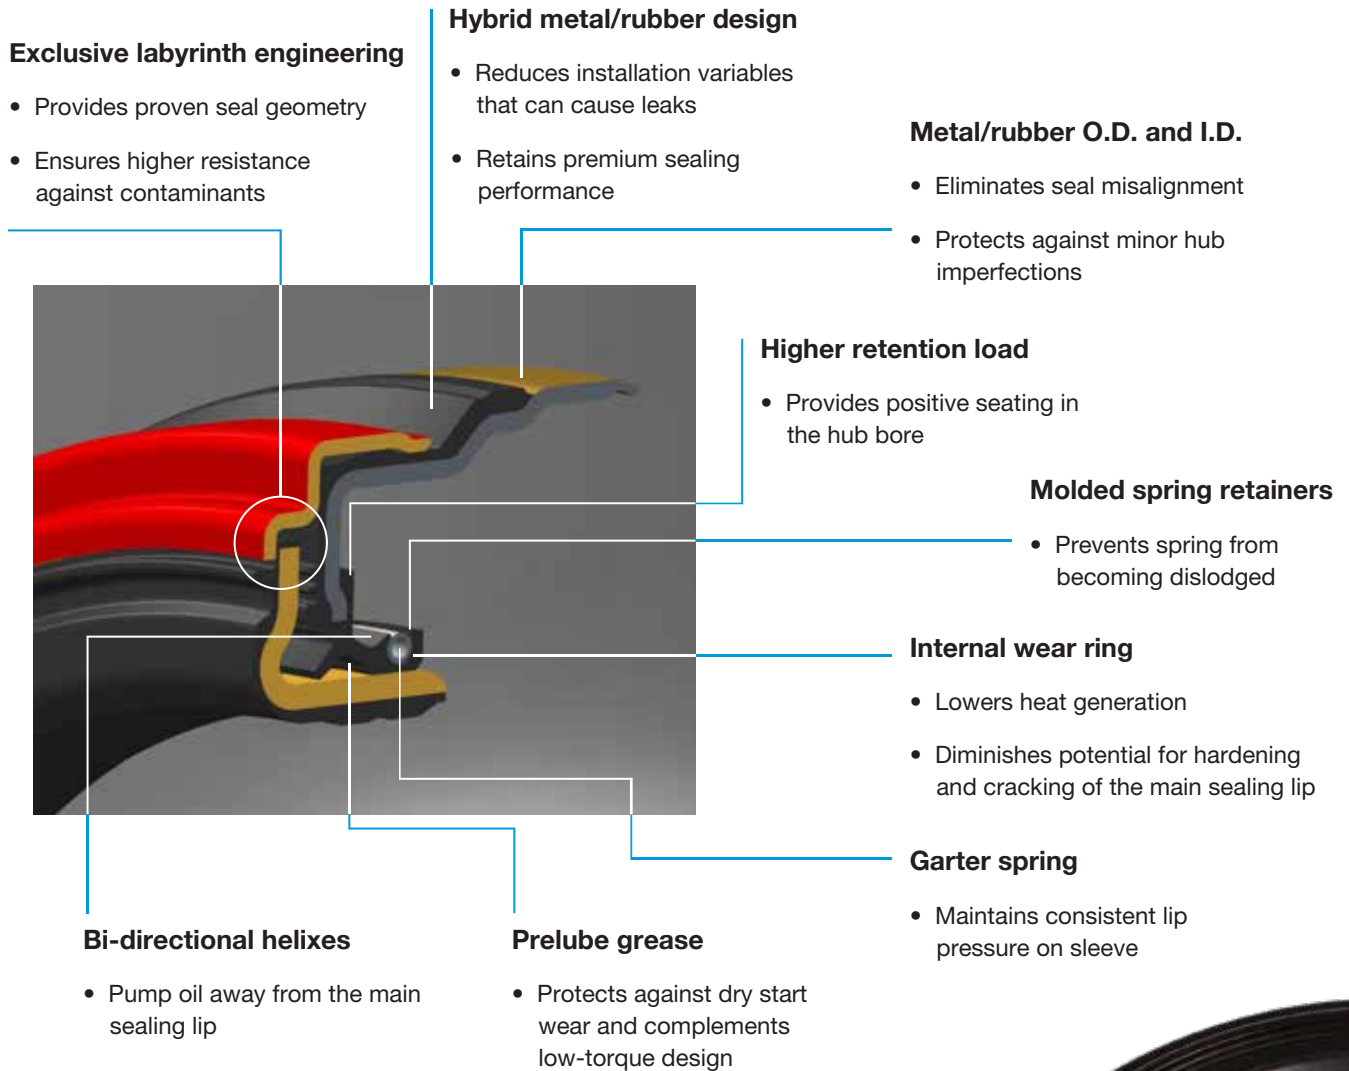 Exclusive labyrinth engineering
• Provides proven seal geometry
• Ensures higher resistance
against contaminants
Hybrid metal/rubber design
• Reduces installation variables
that can cause leaks
• Retains premium sealing
performance
Metal/rubber O.D. and I.D.
• Eliminates seal misalignment
• Protects against minor hub
imperfections
Higher retention load
• Provides positive seating in
the hub bore
Molded spring retainers
• Prevents spring from
becoming dislodged
Internal wear ring
• Lowers heat generation
• Diminishes potential for hardening
and cracking of the main sealing lip
Garter spring
• Maintains consistent lip
pressure on sleeve
Bi-directional helixes
• Pump oil away from the main
sealing lip
Prelube grease
• Protects against dry start
wear and complements
low-torque design